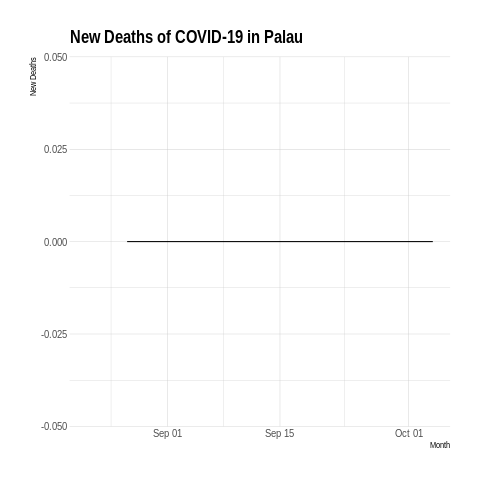 New Deaths of COVID-19 in Palau
New Deaths
0.050
0.025
0.000
-0.025
-0.050
Sep 01 Sep 15 Oct 01
Month